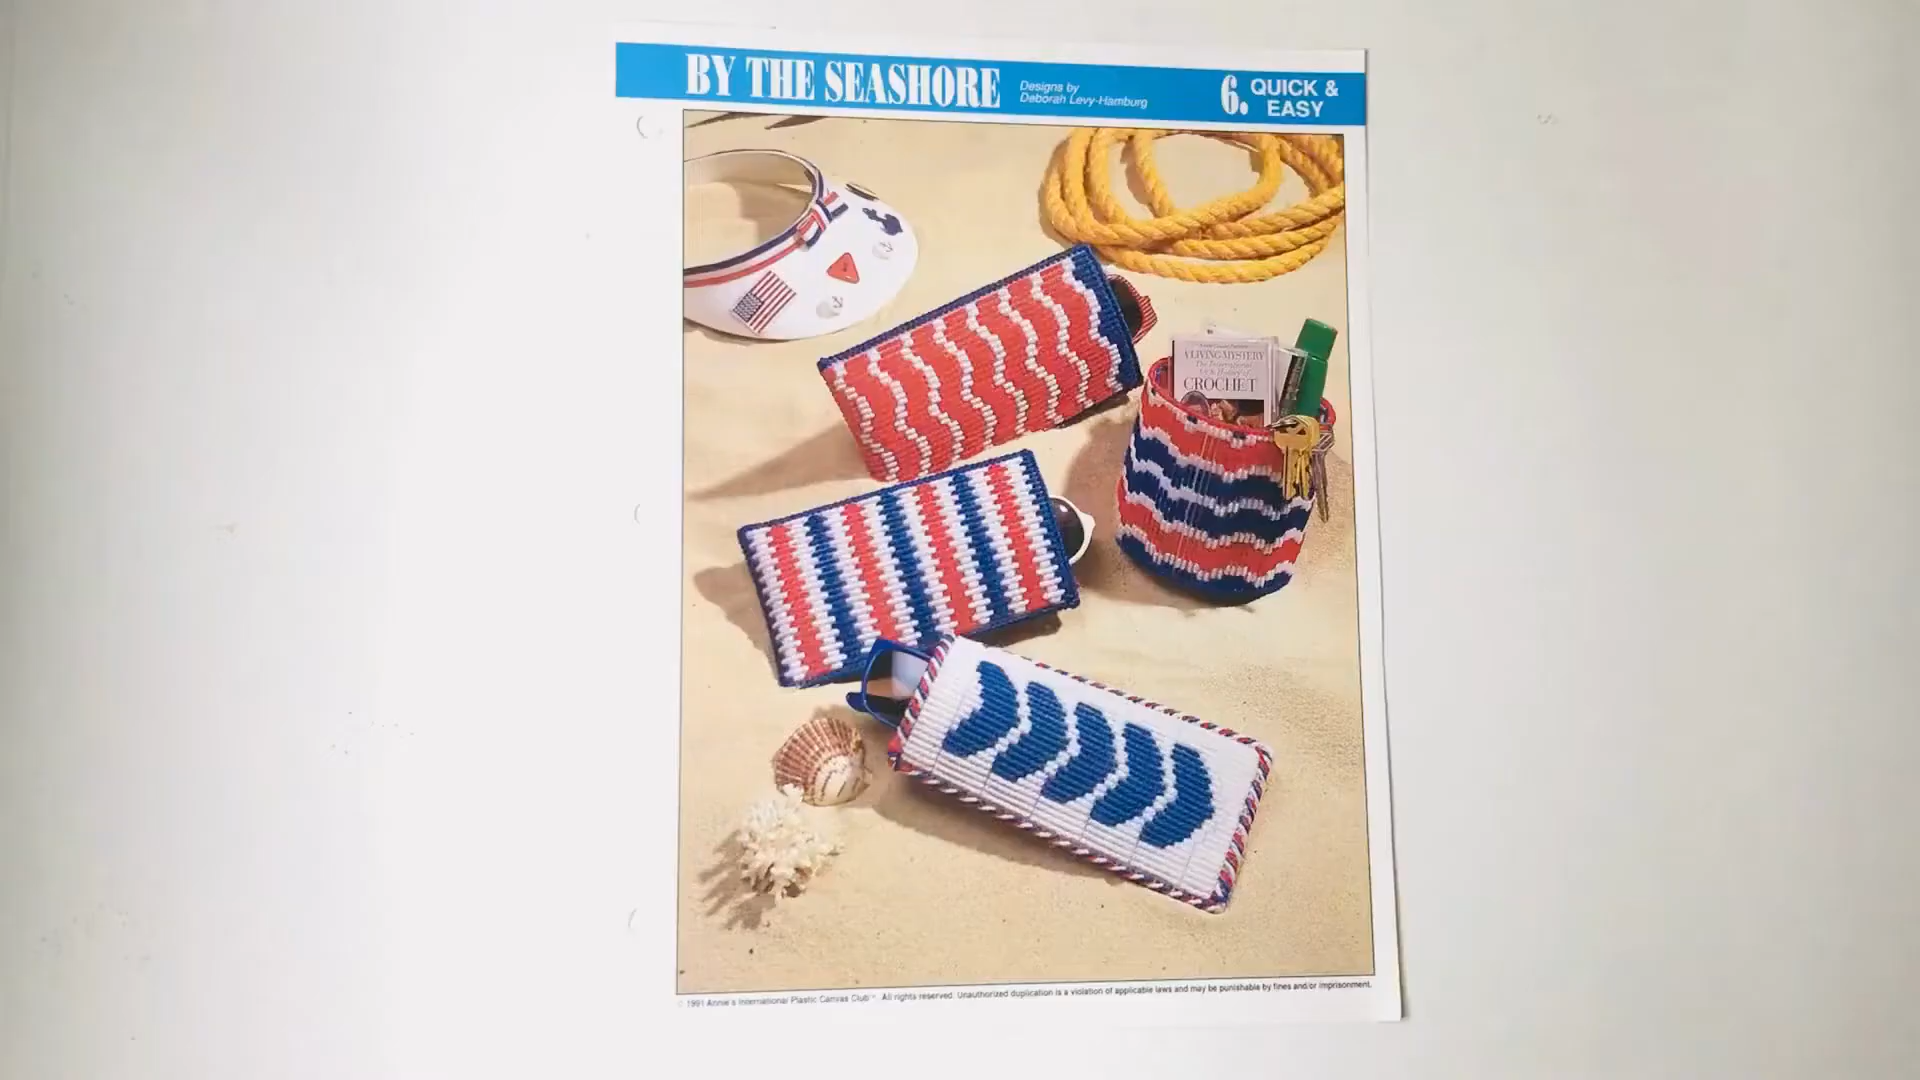 BY THE SEASHORE
Designs by
Deborah Levy-Hamburg
6. QUICK &
EASY
A LIVING MYSTERY
CROCHET
© 1991 Annie's International Plastic Canvas Club™. All rights reserved. Unauthorized duplication is a violation of applicable laws and may be punishable by fines and/or imprisonment.